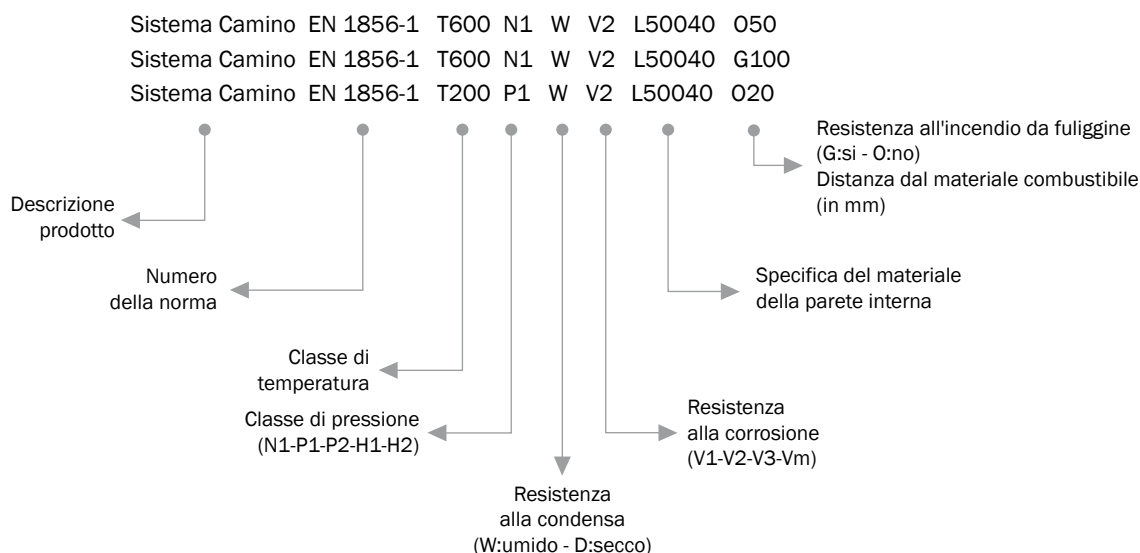 Sistema Camino EN 1856-1 T600 N1 W V2 L50040 O50
Sistema Camino EN 1856-1 T600 N1 W V2 L50040 G100
Sistema Camino EN 1856-1 T200 P1 W V2 L50040 O20
Resistenza all'incendio da fuliggine
(G:si - O:no)
Distanza dal materiale combustibile
(in mm)
Descrizione
prodotto
Numero
della norma
Specifica del materiale
della parete interna
Classe di
temperatura
Classe di pressione
(N1-P1-P2-H1-H2)
Resistenza
alla corrosione
(V1-V2-V3-Vm)
Resistenza
alla condensa
(W:umido - D:secco)